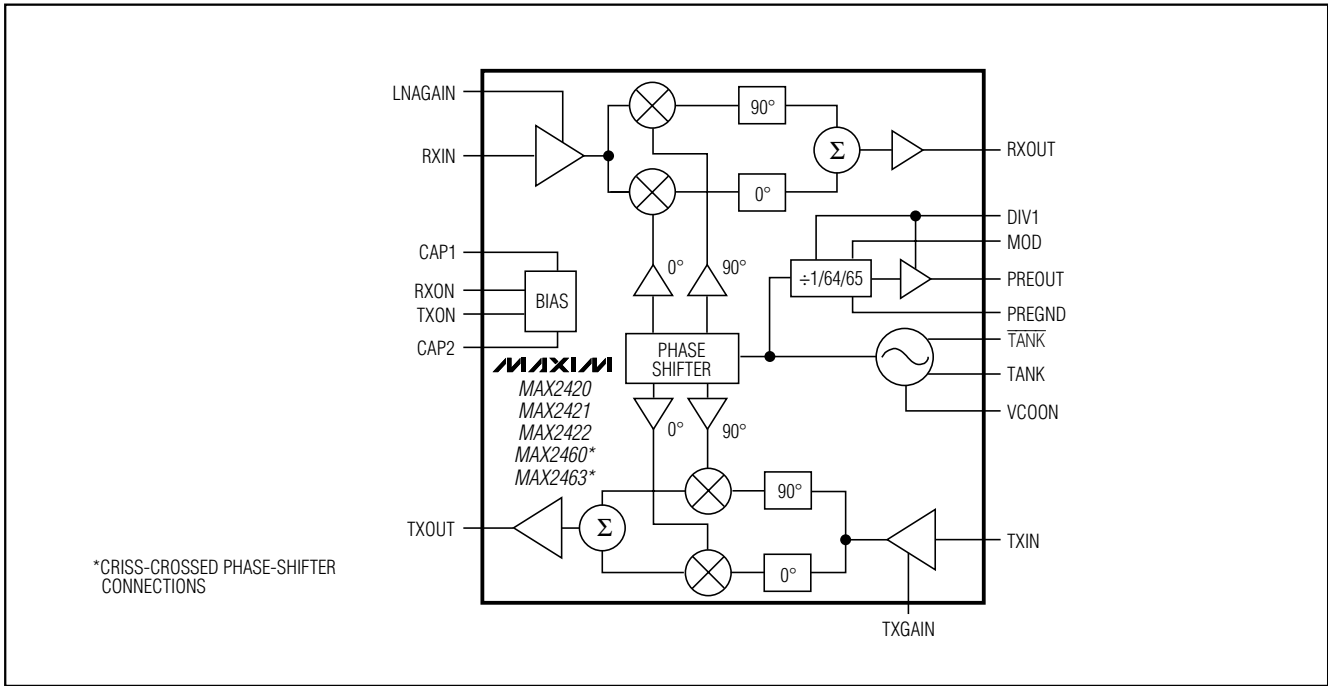 LNAGAIN
RXIN
90°
0°
Σ
RXOUT
DIV1
MOD
÷1/64/65
PREOUT
PREGND
TANK
TANK
VCOON
CAP1
RXON
TXON
CAP2
BIAS
0°
90°
PHASE
SHIFTER
0°
90°
MAXIM
MAX2420
MAX2421
MAX2422
MAX2460*
MAX2463*
TXOUT
Σ
90°
0°
TXIN
TXGAIN
*CRISS-CROSSED PHASE-SHIFTER
CONNECTIONS